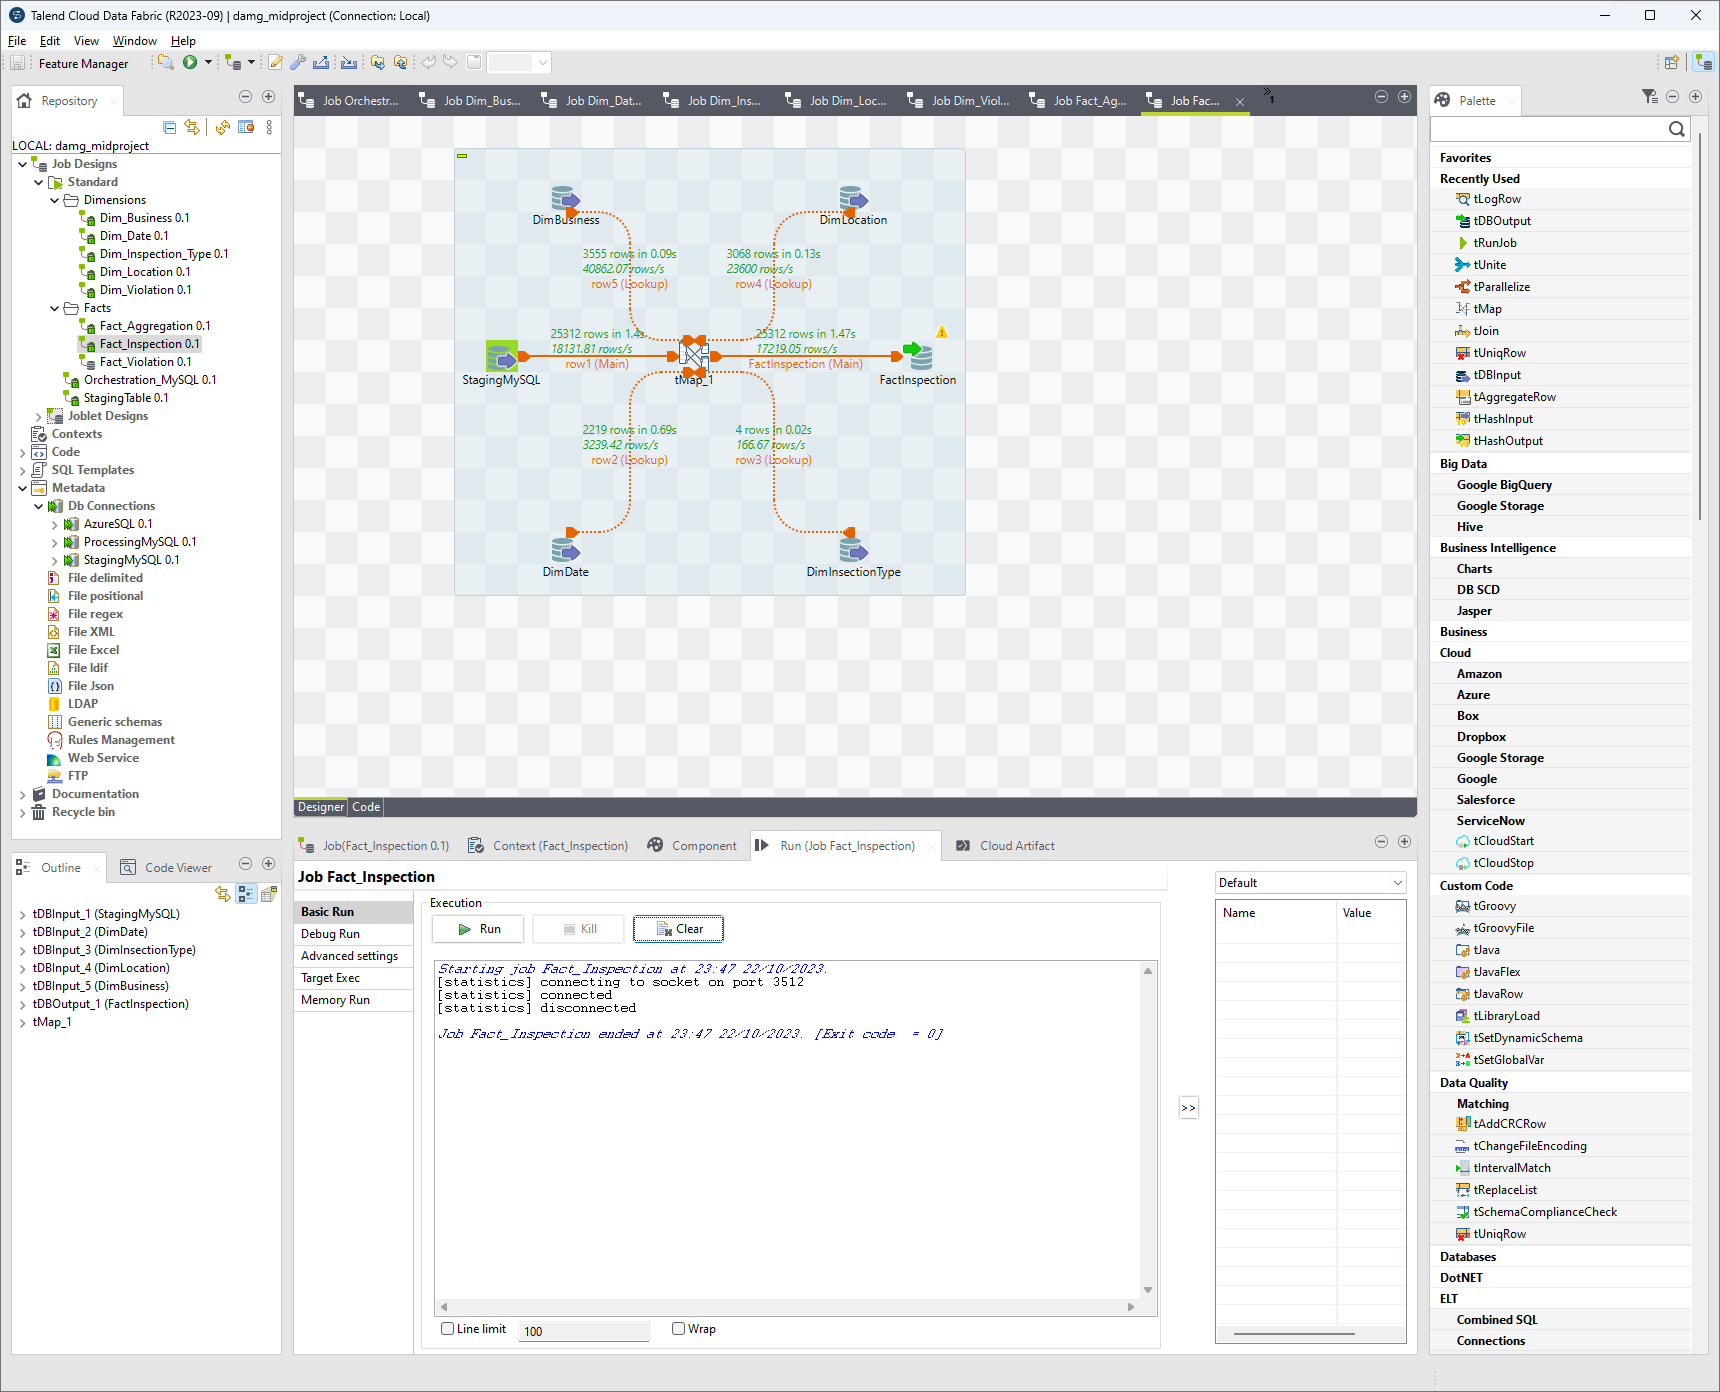 Talend Cloud Data Fabric (R2023-09) | damg_midproject (Connection: Local)
File Edit View Window Help
Feature Manager
Repository
LOCAL: damg_midproject
Job Designs
Standard
Dimensions
Dim_Business 0.1
Dim_Date 0.1
Dim_Inspection_Type 0.1
Dim_Location 0.1
Dim_Violation 0.1
Facts
Fact_Aggregation 0.1
Fact_Inspection 0.1
Fact_Violation 0.1
Orchestration_MySQL 0.1
StagingTable 0.1
Joblet Designs
Contexts
Code
SQL Templates
Metadata
Db Connections
AzureSQL 0.1
ProcessingMySQL 0.1
StagingMySQL 0.1
File delimited
File positional
File regex
File XML
File Excel
File ldif
File Json
LDAP
Generic schemas
Rules Management
Web Service
FTP
Documentation
Recycle bin
Outline Code Viewer
tDBInput_1 (StagingMySQL)
tDBInput_2 (DimDate)
tDBInput_3 (DimInsectionType)
tDBInput_4 (DimLocation)
tDBInput_5 (DimBusiness)
tDBOutput_1 (FactInspection)
tMap_1
Job Orchestr... Job Dim_Bus... Job Dim_Dat... Job Dim_Ins... Job Dim_Loc... Job Dim_Viol... Job Fact_Ag... Job Fac... 1
DimBusiness DimLocation
3555 rows in 0.09s 3068 rows in 0.13s
40862.07 rows/s 23600 rows/s
row5 (Lookup) row4 (Lookup)
25312 rows in 1.4s 25312 rows in 1.47s
18131.81 rows/s 17219.05 rows/s
row1 (Main) FactInspection (Main)
StagingMySQL tMap_1 FactInspection
2219 rows in 0.69s 4 rows in 0.02s
3239.42 rows/s 166.67 rows/s
row2 (Lookup) row3 (Lookup)
DimDate DimInsectionType
Designer Code
Job(Fact_Inspection 0.1) Context (Fact_Inspection) Component Run (Job Fact_Inspection) Cloud Artifact
Job Fact_Inspection
Basic Run
Debug Run
Advanced settings
Target Exec
Memory Run
Execution
Run Kill Clear
Starting job Fact_Inspection at 23:47 22/10/2023.
[statistics] connecting to socket on port 3512
[statistics] connected
[statistics] disconnected
Job Fact_Inspection ended at 23:47 22/10/2023. [Exit code  = 0]
Line limit 100 Wrap
>>
Default
Name Value
Palette
Favorites
Recently Used
tLogRow
tDBOutput
tRunJob
tUnite
tParallelize
tMap
tJoin
tUniqRow
tDBInput
tAggregateRow
tHashInput
tHashOutput
Big Data
Google BigQuery
Google Storage
Hive
Business Intelligence
Charts
DB SCD
Jasper
Business
Cloud
Amazon
Azure
Box
Dropbox
Google Storage
Google
Salesforce
ServiceNow
tCloudStart
tCloudStop
Custom Code
tGroovy
tGroovyFile
tJava
tJavaFlex
tJavaRow
tLibraryLoad
tSetDynamicSchema
tSetGlobalVar
Data Quality
Matching
tAddCRCRow
tChangeFileEncoding
tIntervalMatch
tReplaceList
tSchemaComplianceCheck
tUniqRow
Databases
DotNET
ELT
Combined SQL
Connections